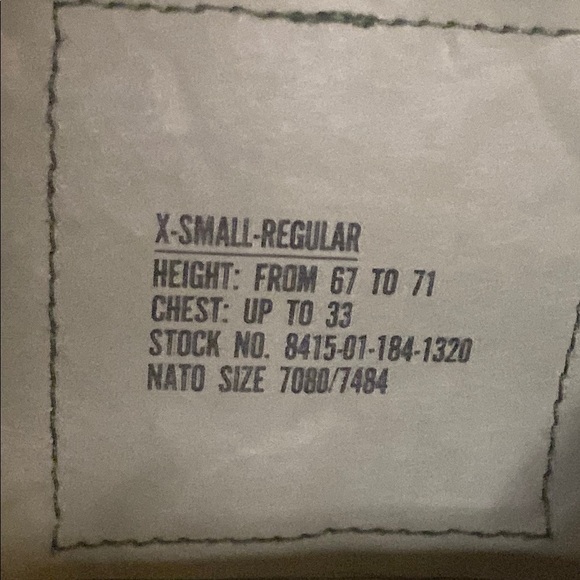 X-SMALL-REGULAR
HEIGHT: FROM 67 TO 71
CHEST: UP TO 33
STOCK NO. 8415-01-184-1320
NATO SIZE 7080/7484